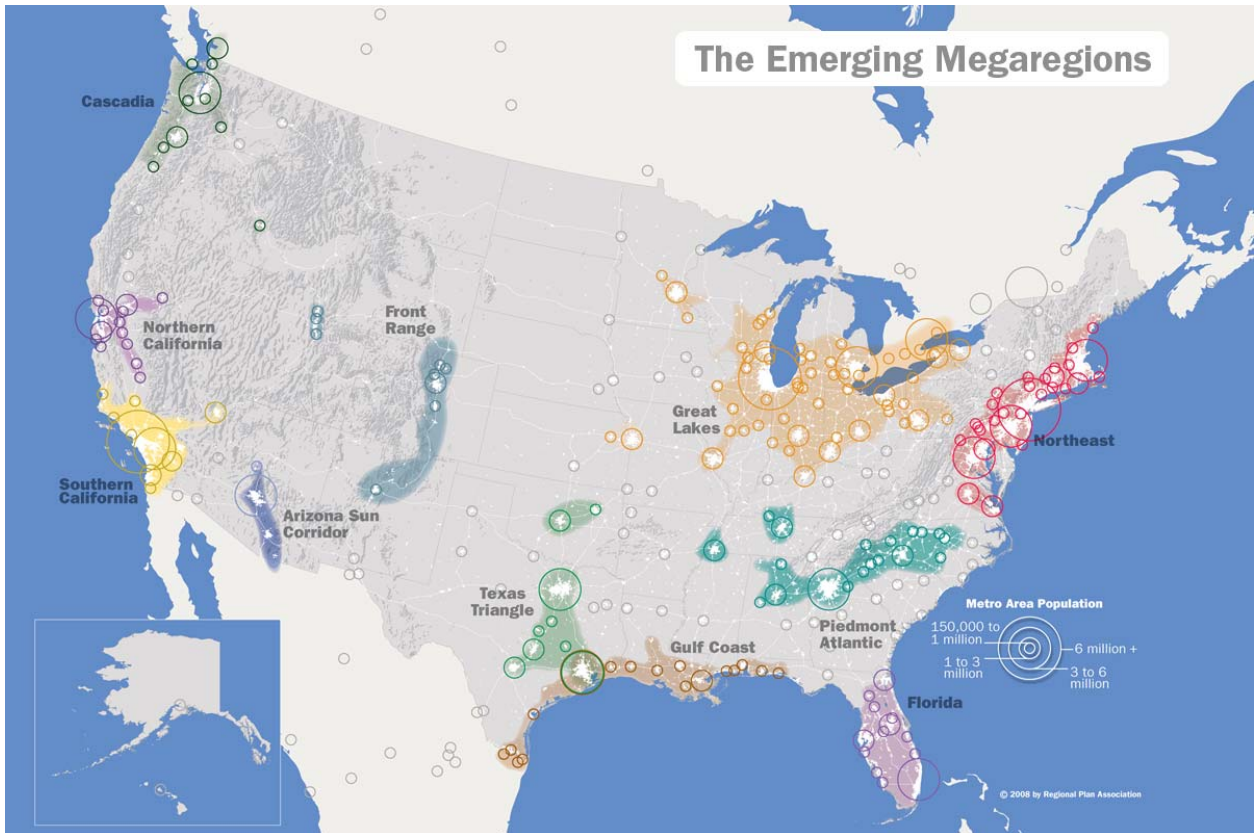 The Emerging Megaregions
Cascadia
Northern
California
Front
Range
Great
Lakes
Northeast
Southern
California
Arizona Sun
Corridor
Texas
Triangle
Gulf Coast
Piedmont
Atlantic
Florida
Metro Area Population
150,000 to
1 million
1 to 3
million
6 million +
3 to 6
million
© 2008 by Regional Plan Association